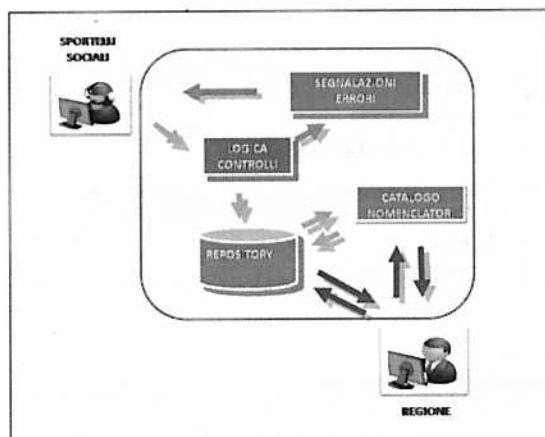 SPORTELLI
SOCIALI
SEGNALAZIONI
ERRORI
LOGICA
CONTROLLI
CATALOGO
NOMENCLATOR
REPOSITORY
REGIONE